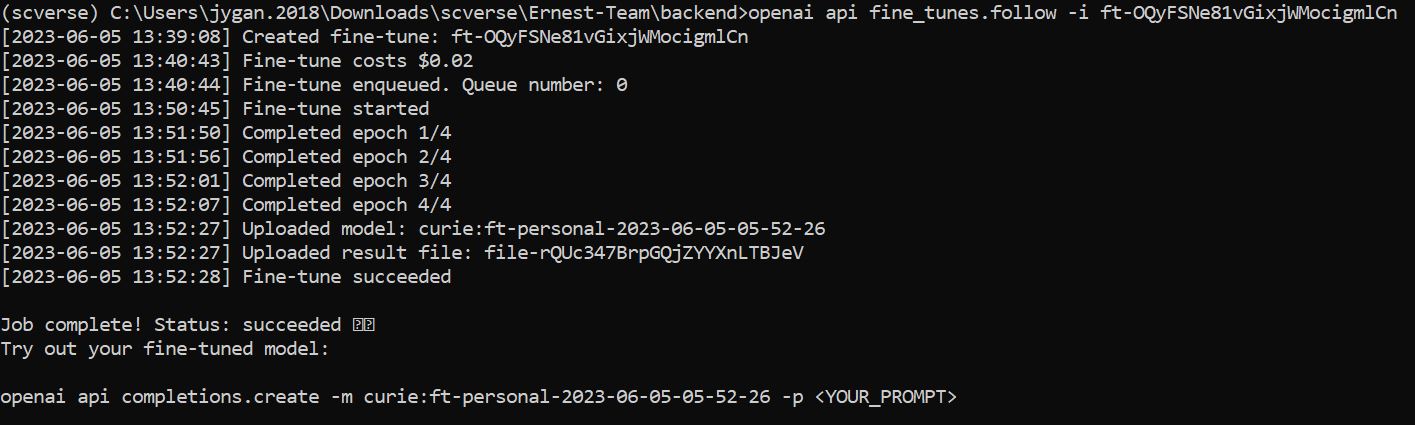 (scverse) C:\Users\jygan.2018\Downloads\scverse\Ernest-Team\backend>openai api fine_tunes.follow -i ft-OQyFSNe81vGixjWMocigmlCn
[2023-06-05 13:39:08] Created fine-tune: ft-OQyFSNe81vGixjWMocigmlCn
[2023-06-05 13:40:43] Fine-tune costs $0.02
[2023-06-05 13:40:44] Fine-tune enqueued. Queue number: 0
[2023-06-05 13:50:45] Fine-tune started
[2023-06-05 13:51:50] Completed epoch 1/4
[2023-06-05 13:51:56] Completed epoch 2/4
[2023-06-05 13:52:01] Completed epoch 3/4
[2023-06-05 13:52:07] Completed epoch 4/4
[2023-06-05 13:52:27] Uploaded model: curie:ft-personal-2023-06-05-05-52-26
[2023-06-05 13:52:27] Uploaded result file: file-rQUc347BrpGQjZYYXnLTBJeV
[2023-06-05 13:52:28] Fine-tune succeeded
Job complete! Status: succeeded
Try out your fine-tuned model:
openai api completions.create -m curie:ft-personal-2023-06-05-05-52-26 -p <YOUR_PROMPT>